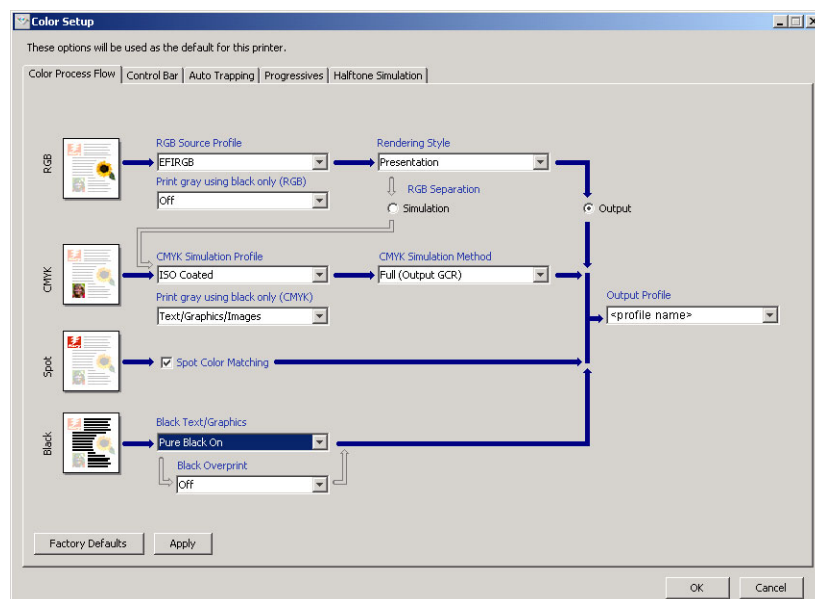 Color Setup
These options will be used as the default for this printer.
Color Process Flow Control Bar Auto Trapping Progressives Halftone Simulation
RGB
RGB Source Profile
EFIRGB
Print gray using black only (RGB)
Off
Rendering Style
Presentation
RGB Separation
Simulation
Output
CMYK
CMYK Simulation Profile
ISO Coated
Print gray using black only (CMYK)
Text/Graphics/Images
CMYK Simulation Method
Full (Output GCR)
Output Profile
<profile name>
Spot
Spot Color Matching
Black
Black Text/Graphics
Pure Black On
Black Overprint
Off
Factory Defaults Apply
OK Cancel